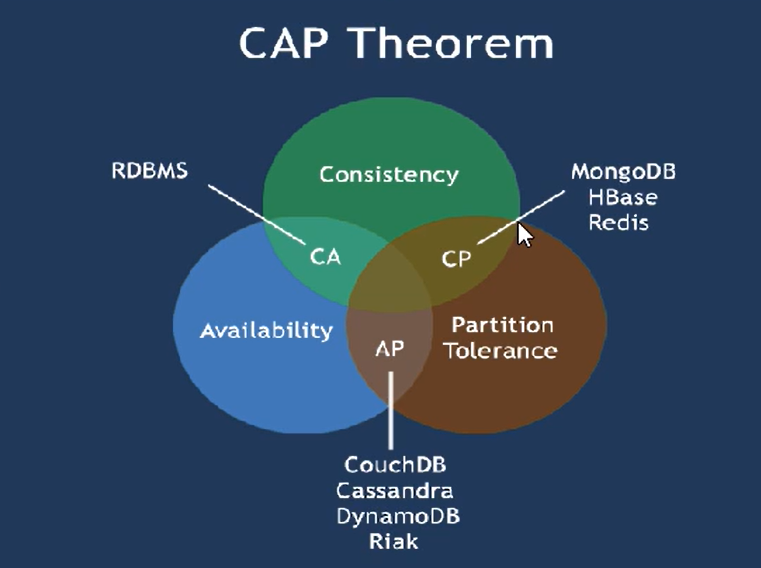 CAP Theorem
RDBMS
Consistency
MongoDB
HBase
Redis
CA
CP
Availability
Partition
Tolerance
AP
CouchDB
Cassandra
DynamoDB
Riak